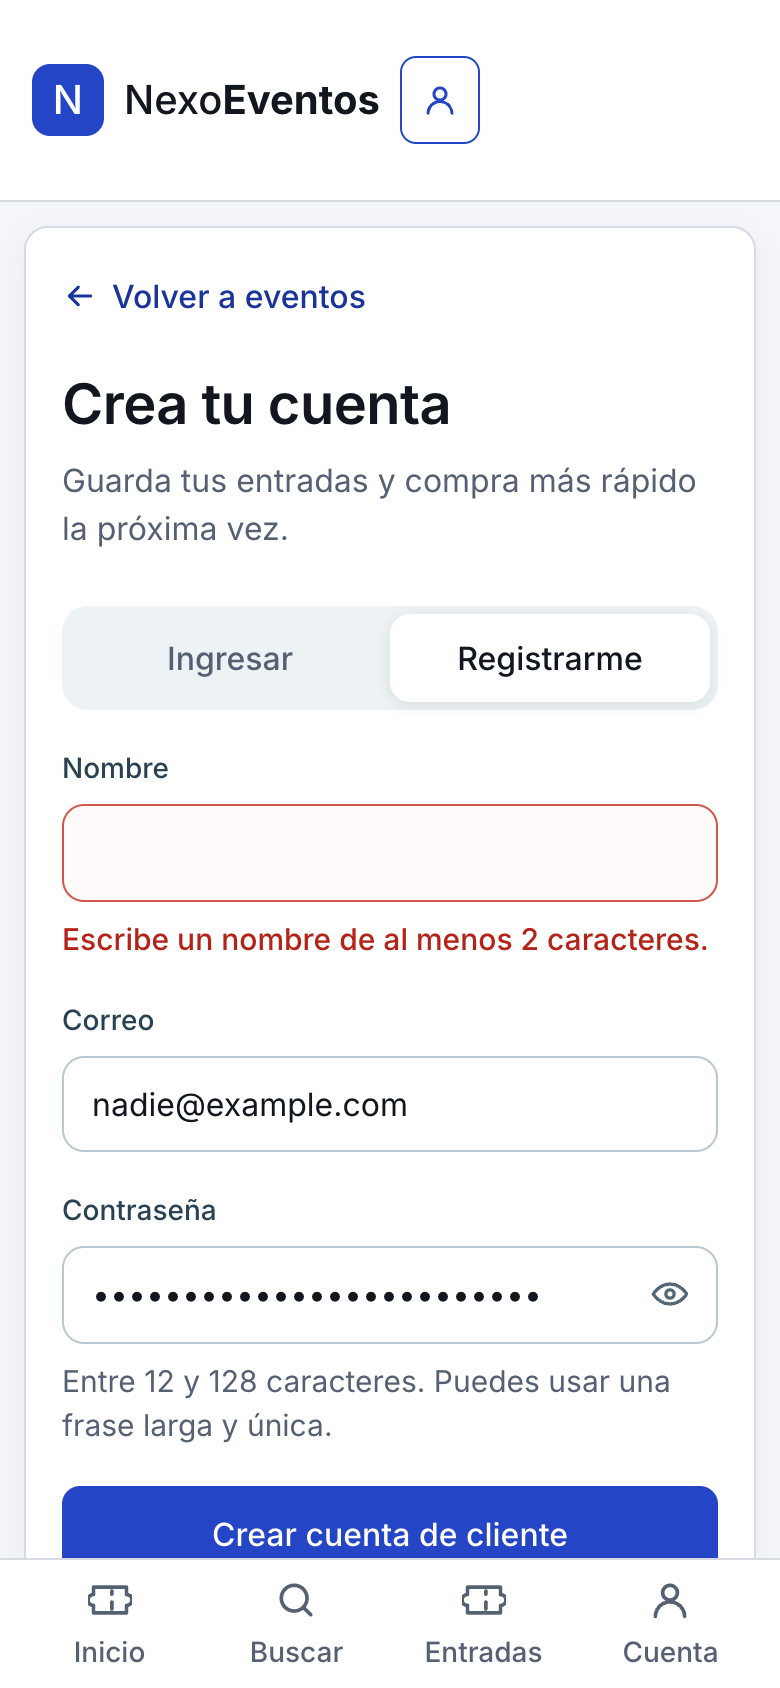 N NexoEventos
Volver a eventos
Crea tu cuenta
Guarda tus entradas y compra más rápido
la próxima vez.
Ingresar Registrarme
Nombre
Escribe un nombre de al menos 2 caracteres.
Correo
nadie@example.com
Contraseña
Entre 12 y 128 caracteres. Puedes usar una
frase larga y única.
Crear cuenta de cliente
Inicio Buscar Entradas Cuenta